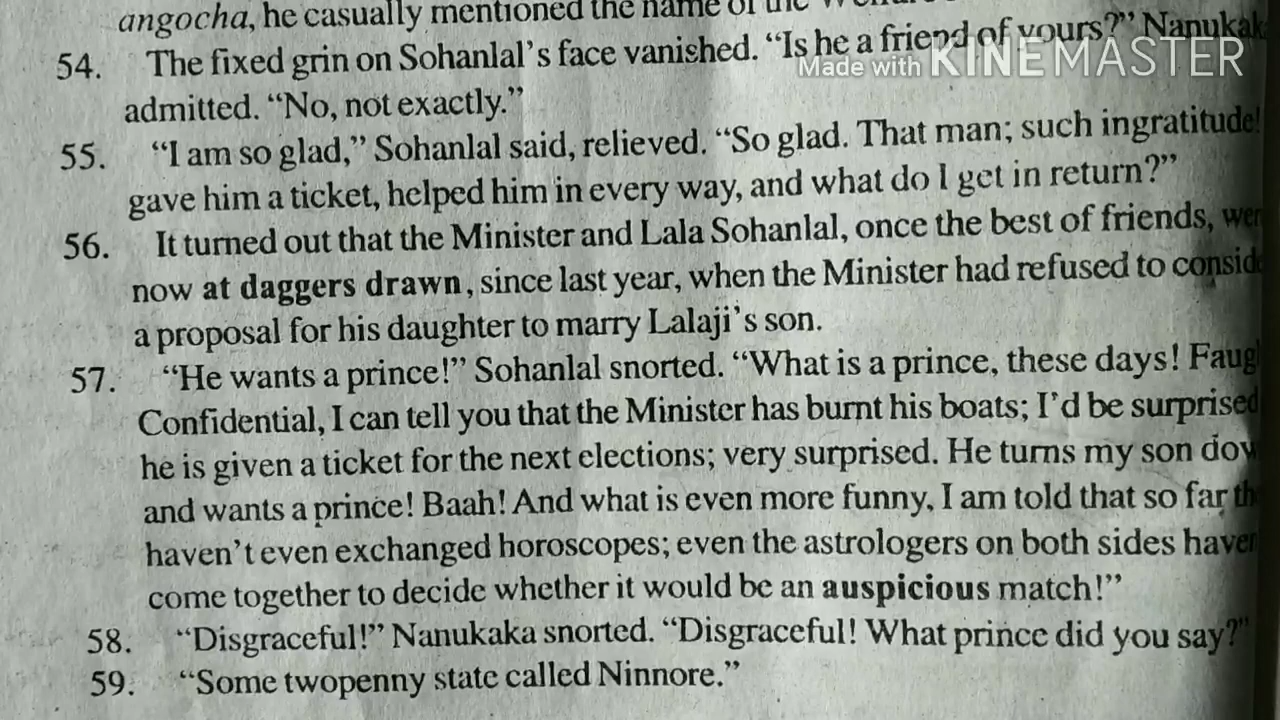 angocha, he casually mentioned the name of the
54. The fixed grin on Sohanlal's face vanished. "Is he a friend of yours?" Nanukak
admitted. "No, not exactly."
Made with KINEMASTER
55. "I am so glad," Sohanlal said, relieved. "So glad. That man; such ingratitude!
gave him a ticket, helped him in every way, and what do I get in return?"
56. It turned out that the Minister and Lala Sohanlal, once the best of friends, wer
now at daggers drawn, since last year, when the Minister had refused to conside
a proposal for his daughter to marry Lalaji's son.
57. "He wants a prince!" Sohanlal snorted. "What is a prince, these days! Faug
Confidential, I can tell you that the Minister has burnt his boats; I'd be surprised
he is given a ticket for the next elections; very surprised. He turns my son dow
and wants a prince! Baah! And what is even more funny, I am told that so far th
haven't even exchanged horoscopes; even the astrologers on both sides haven
come together to decide whether it would be an auspicious match!"
58. "Disgraceful!" Nanukaka snorted. "Disgraceful! What prince did you say?"
59. "Some twopenny state called Ninnore."